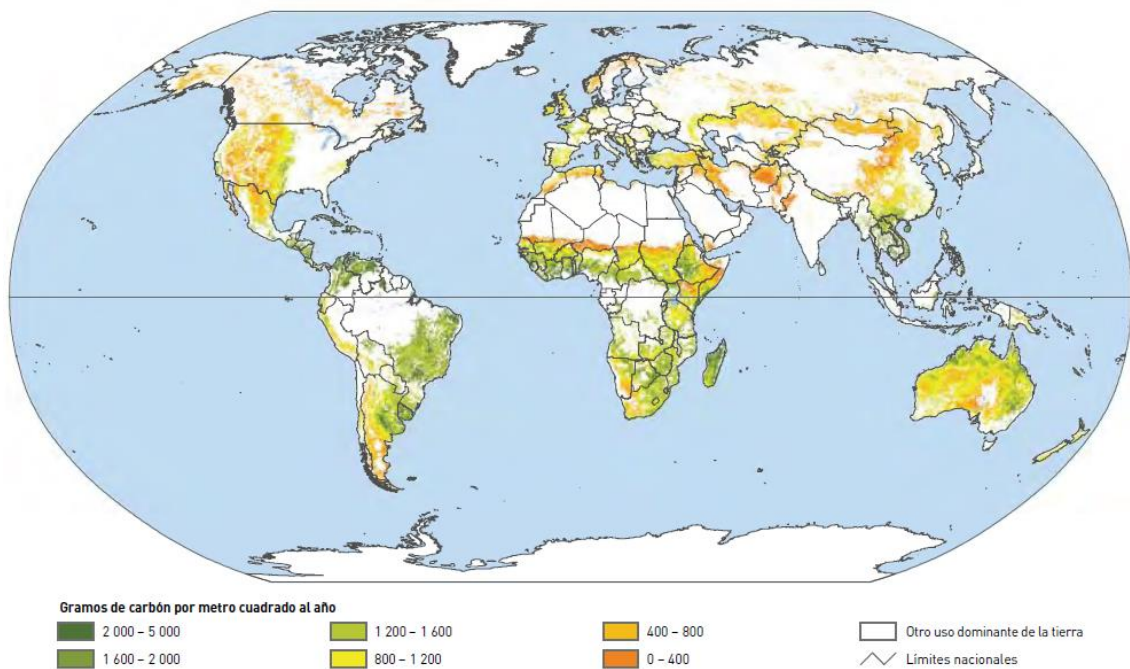 Gramos de carbón por metro cuadrado al año
2 000 – 5 000
1 200 – 1 600
400 – 800
Otro uso dominante de la tierra
1 600 – 2 000
800 – 1 200
0 – 400
Límites nacionales